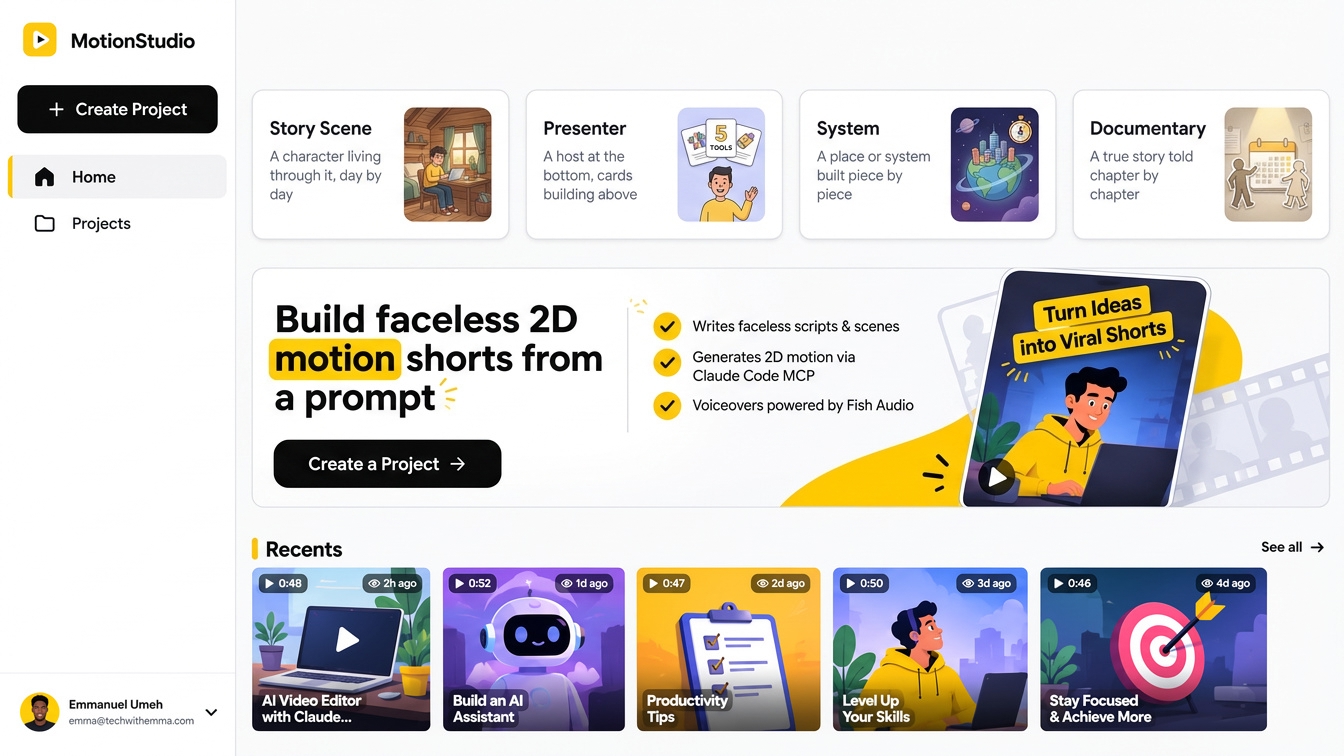 MotionStudio
+ Create Project
Home
Projects
Emmanuel Umeh
emma@techwithemma.com
Story Scene
A character living
through it, day by
day
Presenter
A host at the
bottom, cards
building above
5
TOOLS
System
A place or system
built piece by
piece
Documentary
A true story told
chapter by
chapter
Build faceless 2D
motion shorts from
a prompt
Create a Project →
Writes faceless scripts & scenes
Generates 2D motion via
Claude Code MCP
Voiceovers powered by Fish Audio
Turn Ideas
into Viral Shorts
Recents
See all →
0:48
2h ago
AI Video Editor
with Claude...
0:52
1d ago
Build an AI
Assistant
0:47
2d ago
Productivity
Tips
0:50
3d ago
Level Up
Your Skills
0:46
4d ago
Stay Focused
& Achieve More